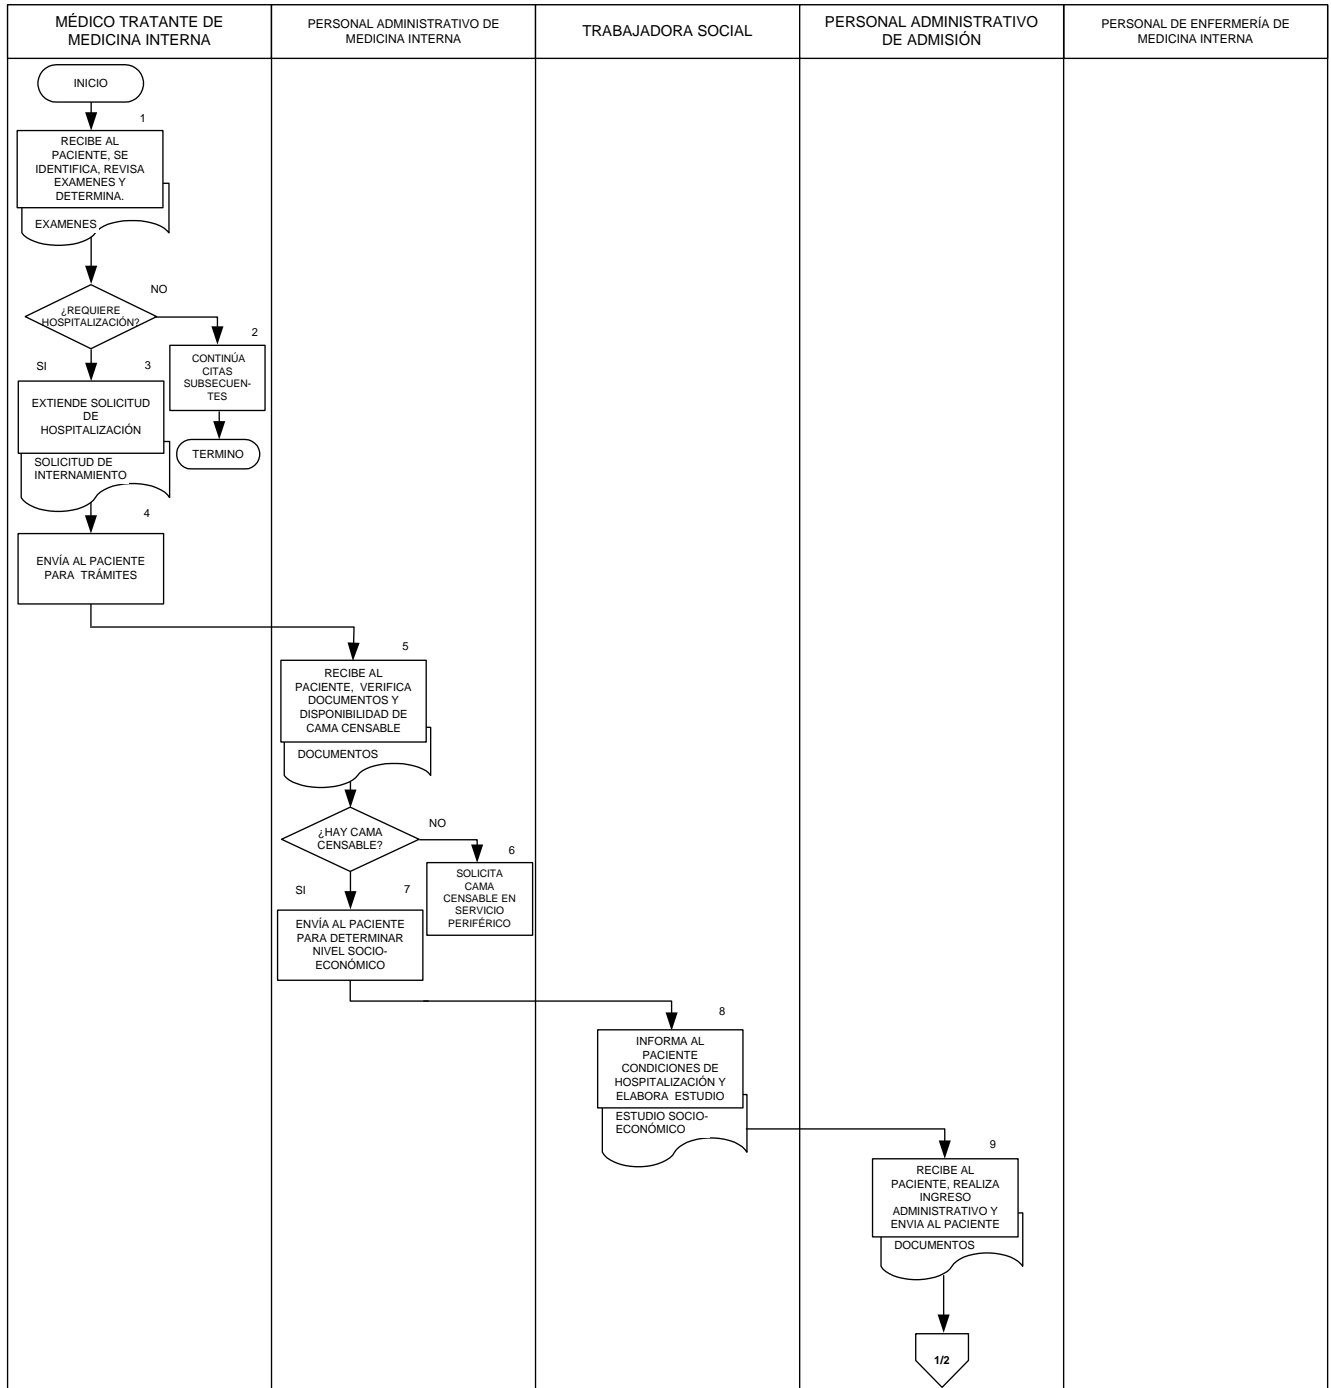 MÉDICO TRATANTE DE
MEDICINA INTERNA
PERSONAL ADMINISTRATIVO DE
MEDICINA INTERNA
TRABAJADORA SOCIAL
PERSONAL ADMINISTRATIVO
DE ADMISIÓN
PERSONAL DE ENFERMERÍA DE
MEDICINA INTERNA
INICIO
1
RECIBE AL
PACIENTE, SE
IDENTIFICA, REVISA
EXAMENES Y
DETERMINA.
EXAMENES
¿REQUIERE
HOSPITALIZACIÓN?
NO
2
CONTINÚA
CITAS
SUBSECUEN-
TES
TERMINO
SI
3
EXTIENDE SOLICITUD
DE
HOSPITALIZACIÓN
SOLICITUD DE
INTERNAMIENTO
4
ENVÍA AL PACIENTE
PARA TRÁMITES
5
RECIBE AL
PACIENTE, VERIFICA
DOCUMENTOS Y
DISPONIBILIDAD DE
CAMA CENSABLE
DOCUMENTOS
¿HAY CAMA
CENSABLE?
NO
6
SOLICITA
CAMA
CENSABLE EN
SERVICIO
PERIFÉRICO
SI
7
ENVÍA AL PACIENTE
PARA DETERMINAR
NIVEL SOCIO-
ECONÓMICO
8
INFORMA AL
PACIENTE
CONDICIONES DE
HOSPITALIZACIÓN Y
ELABORA ESTUDIO
ESTUDIO SOCIO-
ECONÓMICO
9
RECIBE AL
PACIENTE, REALIZA
INGRESO
ADMINISTRATIVO Y
ENVIA AL PACIENTE
DOCUMENTOS
1/2